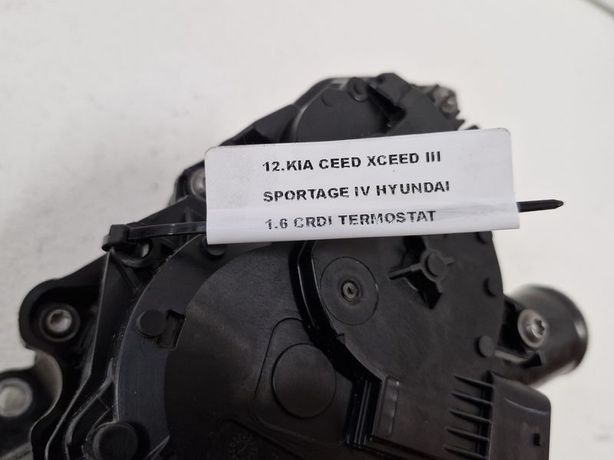 12.KIA CEED XCEED III
SPORTAGE IV HYUNDAI
1.6 CRDI TERMOSTAT